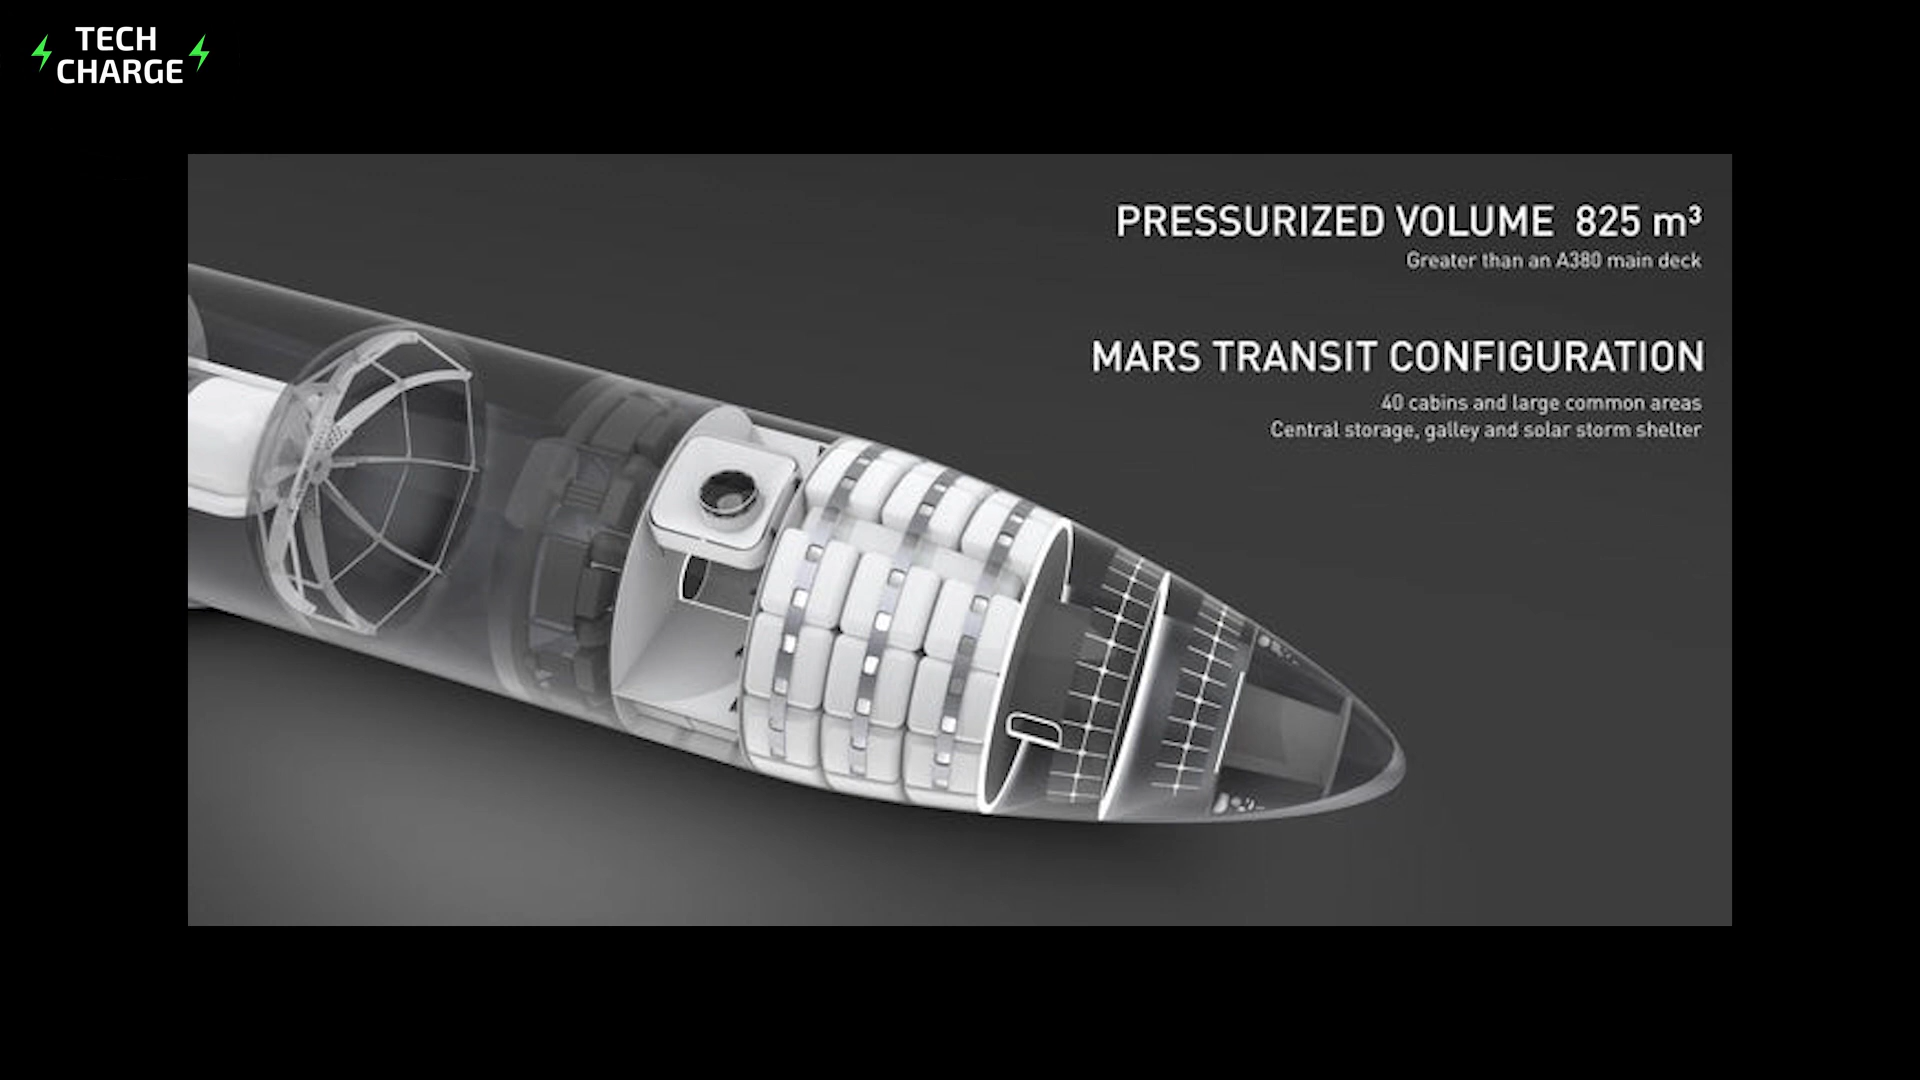 TECH
CHARGE
PRESSURIZED VOLUME 825 m³
Greater than an A380 main deck
MARS TRANSIT CONFIGURATION
40 cabins and large common areas
Central storage, galley and solar storm shelter